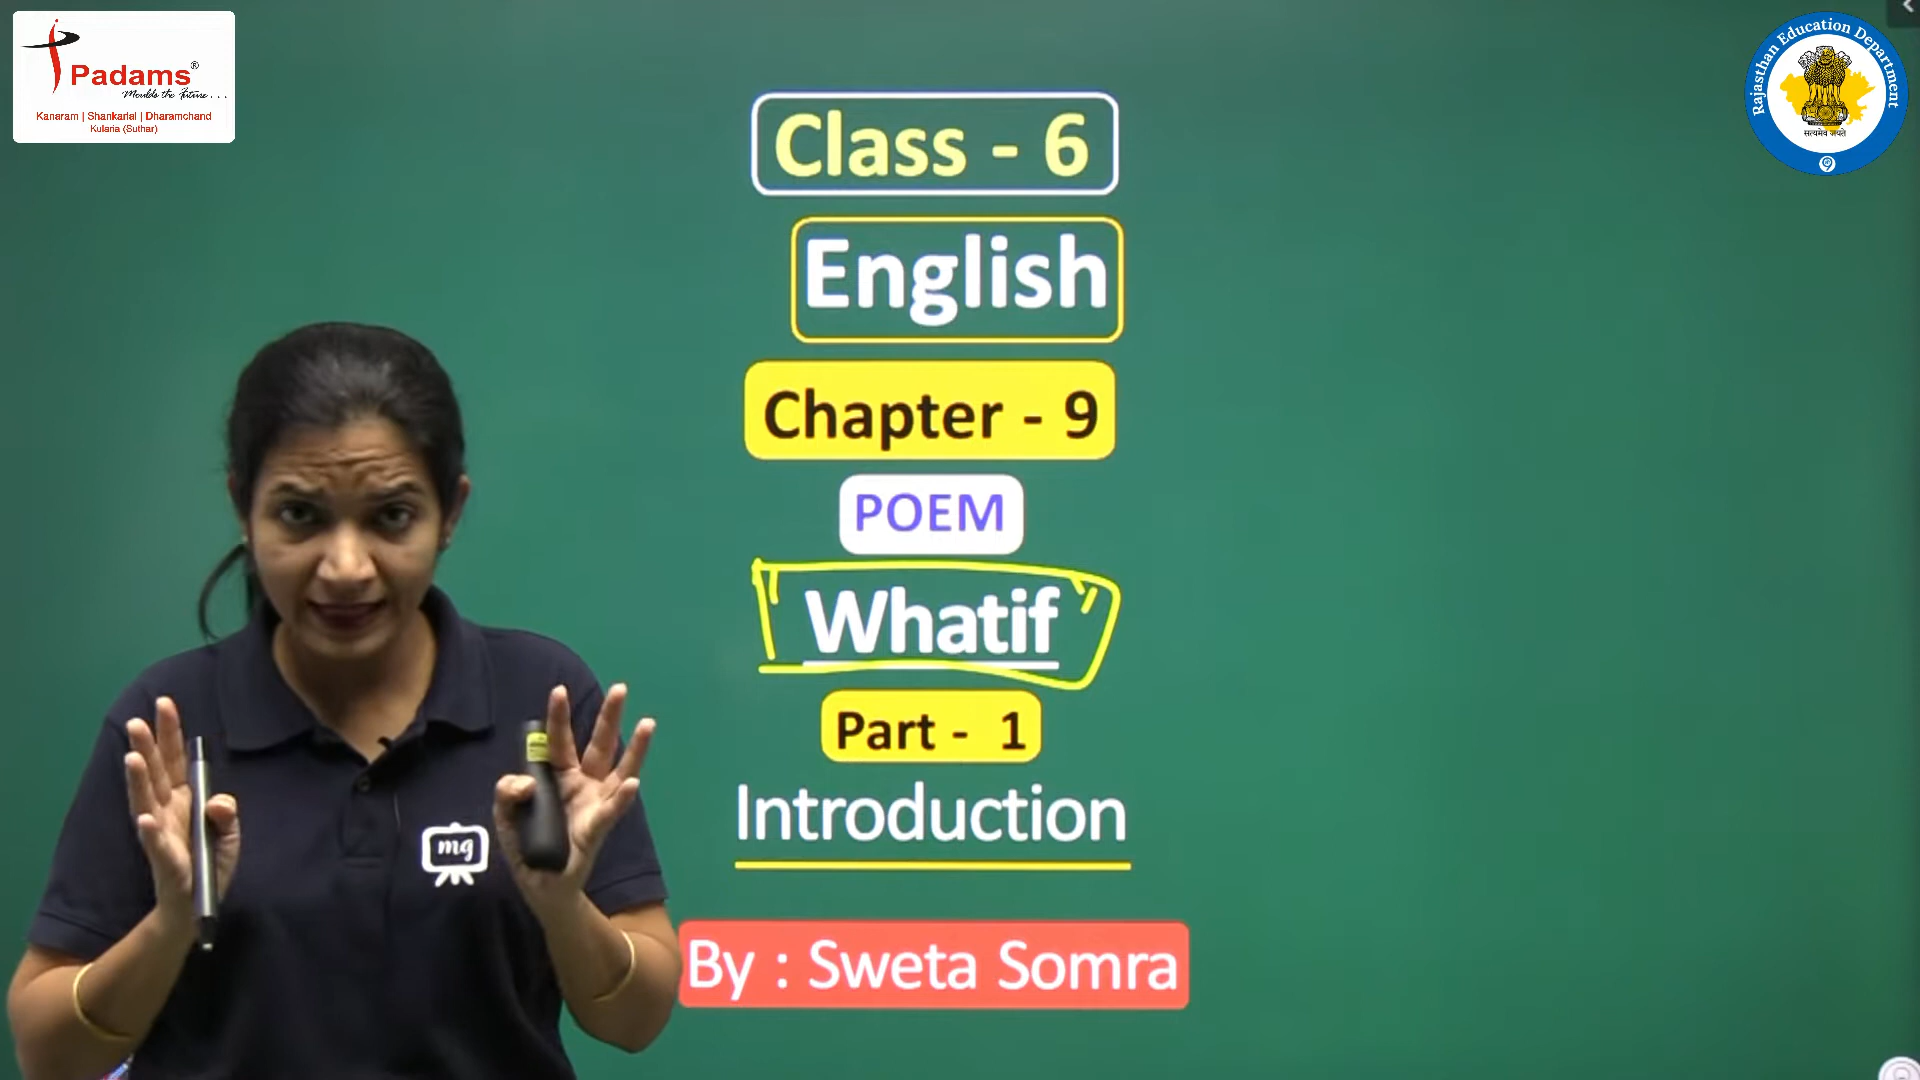 Padams®
Moulds the Future...
Kanaram | Shankarlal | Dharamchand
Kularia (Suthar)
Rajasthan Education Department
सत्यमेव जयते
Class - 6
English
Chapter - 9
POEM
"Whatif"
Part - 1
Introduction
mg
By : Sweta Somra